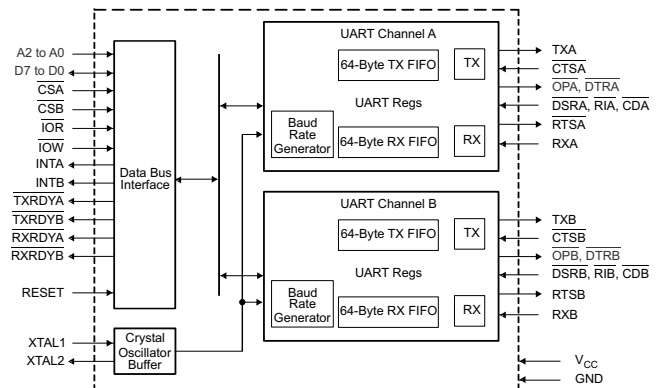 A2 to A0
D7 to D0
CSA
CSB
IOR
IOW
INTA
INTB
TXRDYA
TXRDYB
RXRDYA
RXRDYB
RESET
XTAL1
XTAL2
Data Bus
Interface
Crystal
Oscillator
Buffer
UART Channel A
64-Byte TX FIFO
TX
UART Regs
Baud
Rate
Generator
64-Byte RX FIFO
RX
UART Channel B
64-Byte TX FIFO
TX
UART Regs
Baud
Rate
Generator
64-Byte RX FIFO
RX
TXA
CTSA
OPA, DTRA
DSRA, RIA, CDA
RTSA
RXA
TXB
CTSB
OPB, DTRB
DSRB, RIB, CDB
RTSB
RXB
VCC
GND